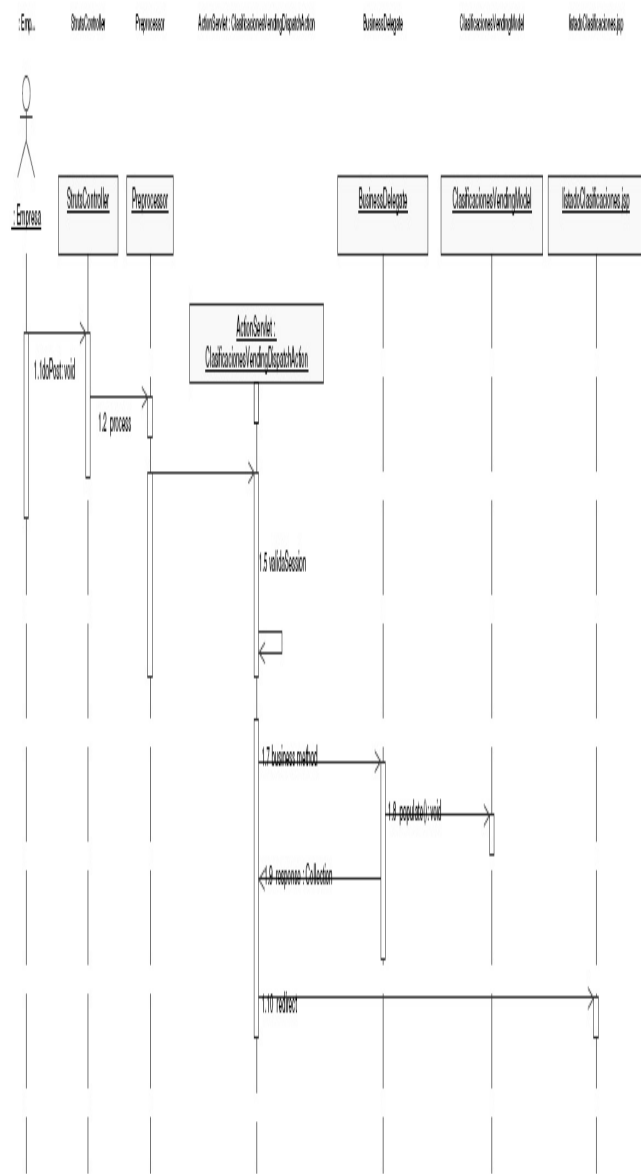 : Emp...
StrutsController
Preprocessor
ActionServlet : ClasificacionesVendingDispatchAction
BusinessDelegate
ClasificacionesVendingModel
listadoClasificaciones.jsp
: Empresa
StrutsController
Preprocessor
BusinessDelegate
ClasificacionesVendingModel
listadoClasificaciones.jsp
ActionServlet :
ClasificacionesVendingDispatchAction
1.1doPost: void
1.2 process
1.5 validaSession
1.7 business method
1.8 populate():void
1.9 response : Collection
1.10 redirect